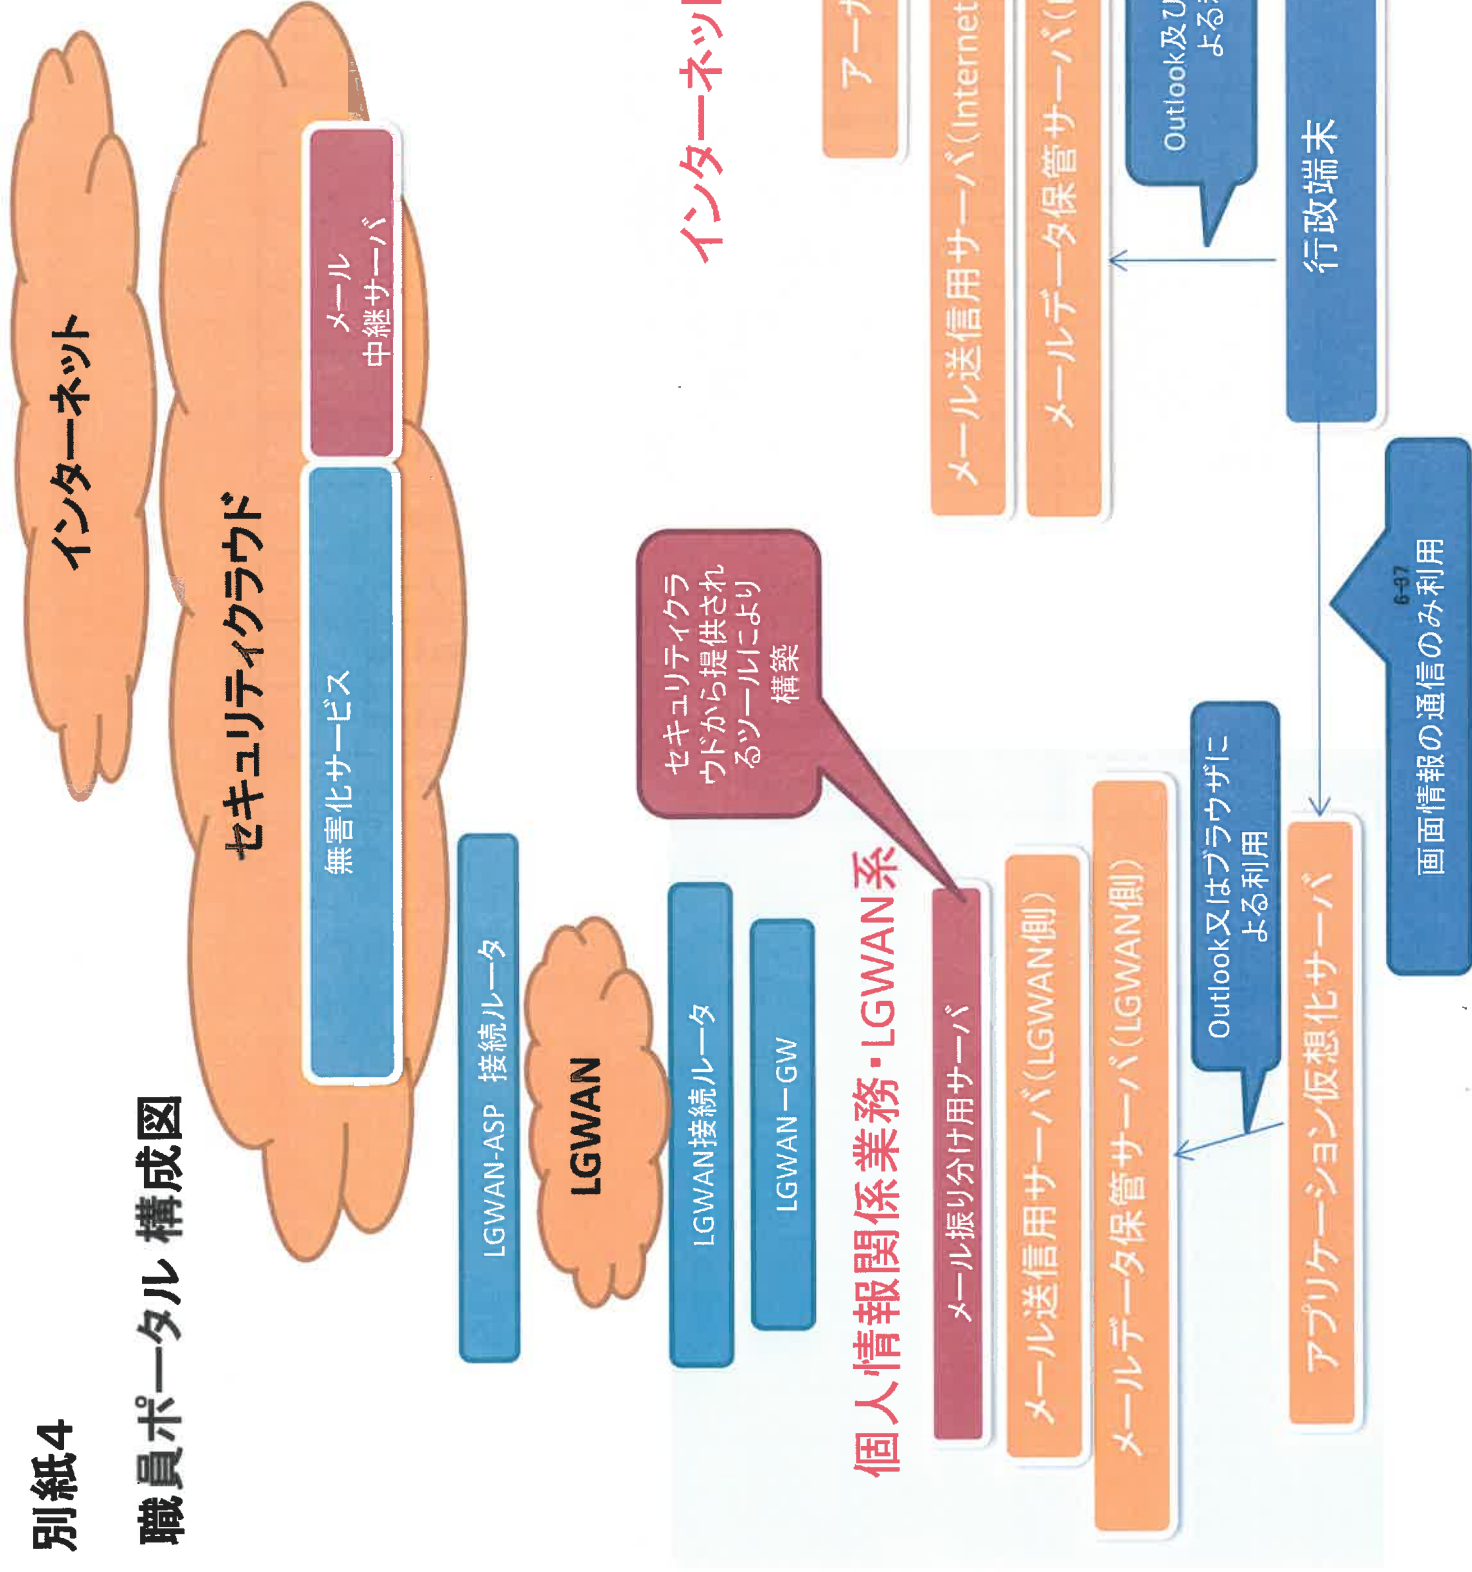 別紙4
職員ポータル 構成図
インターネット
セキュリティクラウド
無害化サービス
メール
中継サーバ
LGWAN-ASP 接続ルータ
LGWAN
LGWAN接続ルータ
LGWAN－GW
セキュリティクラ
ウドから提供され
るツールにより
構築
個人情報関係業務・LGWAN系
メール振り分け用サーバ
メール送信用サーバ(LGWAN側)
メールデータ保管サーバ(LGWAN側)
Outlook又はブラウザに
よる利用
アプリケーション仮想化サーバ
インターネッ
アー
メール送信用サーバ(Internet
メールデータ保管サーバ(
Outlook及び
よる
行政端末
画面情報の通信のみ利用
6-37